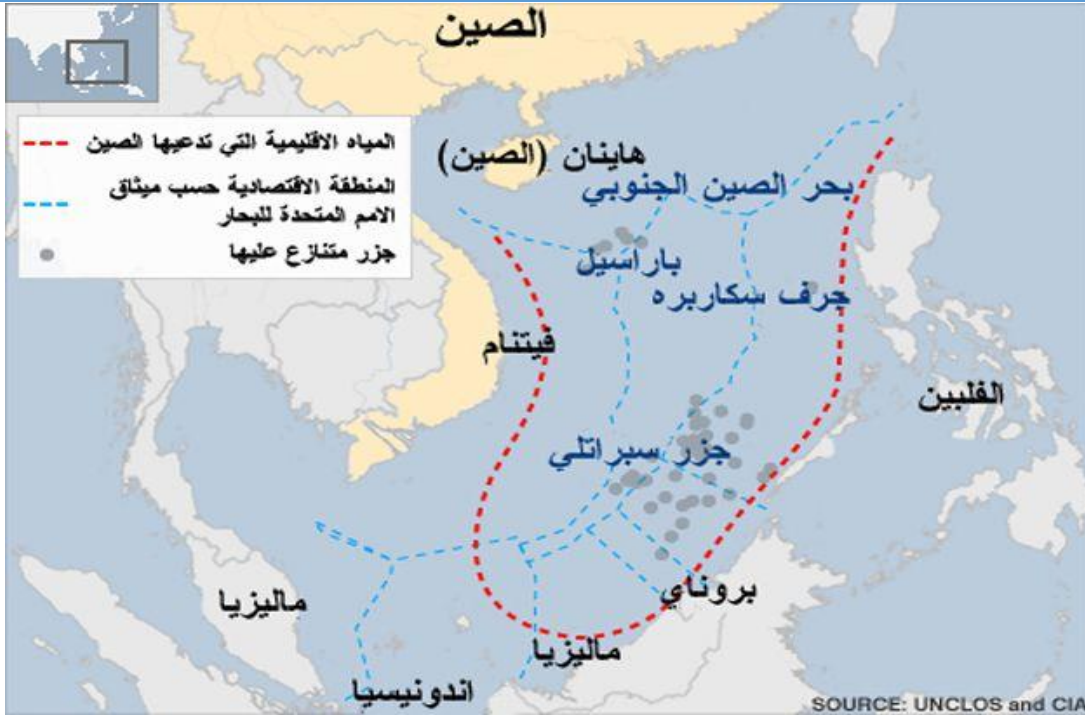 الصين
المياه الاقليمية التي تدعيها الصين
المنطقة الاقتصادية حسب ميثاق
الامم المتحدة للبحار
جزر متنازع عليها
هاينان (الصين)
بحر الصين الجنوبي
باراسيل
جرف سكاربره
فيتنام
الفلبين
جزر سبراتلي
بروناي
ماليزيا
ماليزيا
اندونيسيا
SOURCE: UNCLOS and CIA